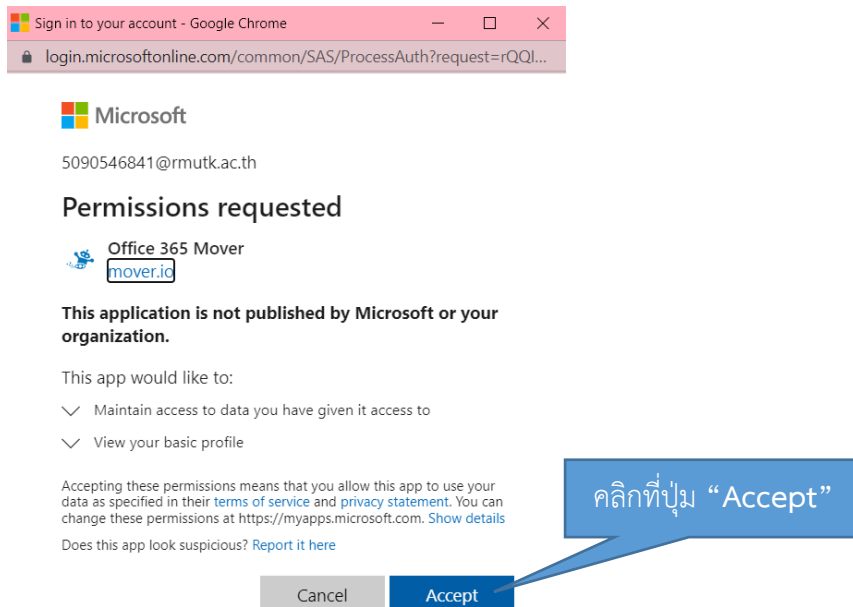 Sign in to your account - Google Chrome
login.microsoftonline.com/common/SAS/ProcessAuth?request=rQQI...
Microsoft
5090546841@rmutk.ac.th
Permissions requested
Office 365 Mover
mover.io
This application is not published by Microsoft or your
organization.
This app would like to:
Maintain access to data you have given it access to
View your basic profile
Accepting these permissions means that you allow this app to use your
data as specified in their terms of service and privacy statement. You can
change these permissions at https://myapps.microsoft.com. Show details
Does this app look suspicious? Report it here
Cancel
Accept
คลิกที่ปุ่ม “Accept”